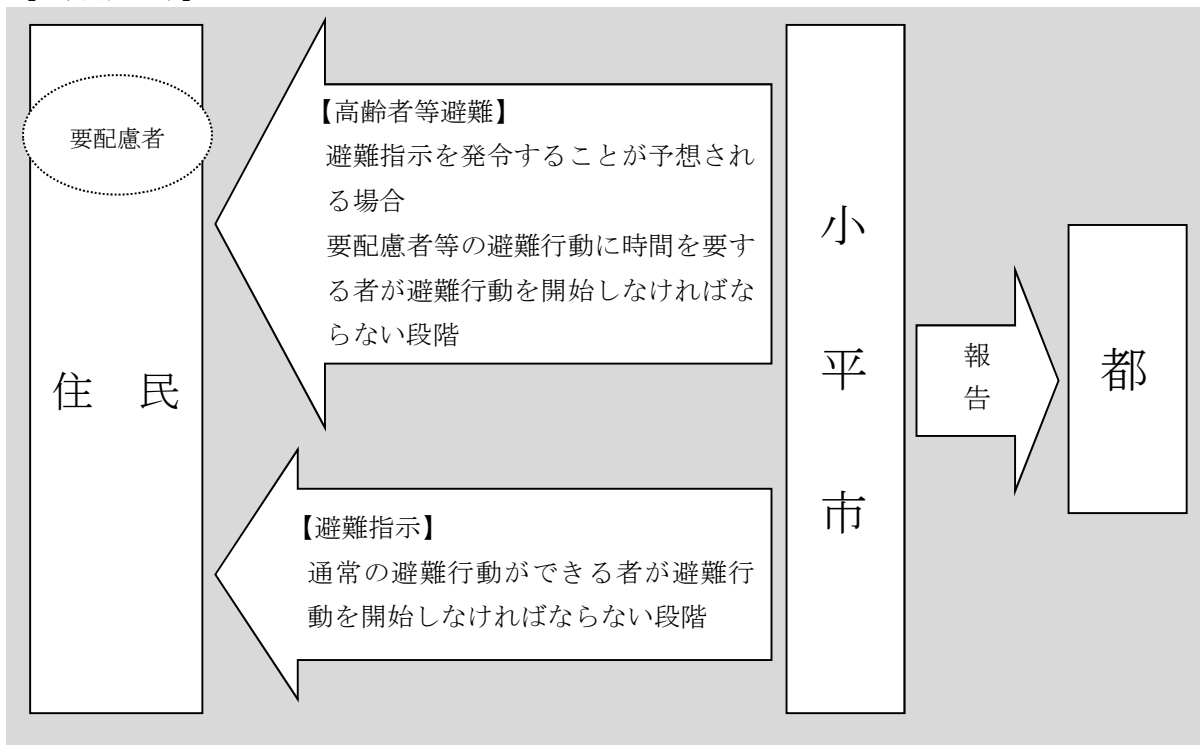 要配慮者
住 民
【高齢者等避難】
避難指示を発令することが予想され
る場合
要配慮者等の避難行動に時間を要す
る者が避難行動を開始しなければな
らない段階
【避難指示】
通常の避難行動ができる者が避難行
動を開始しなければならない段階
小平市
報告
都